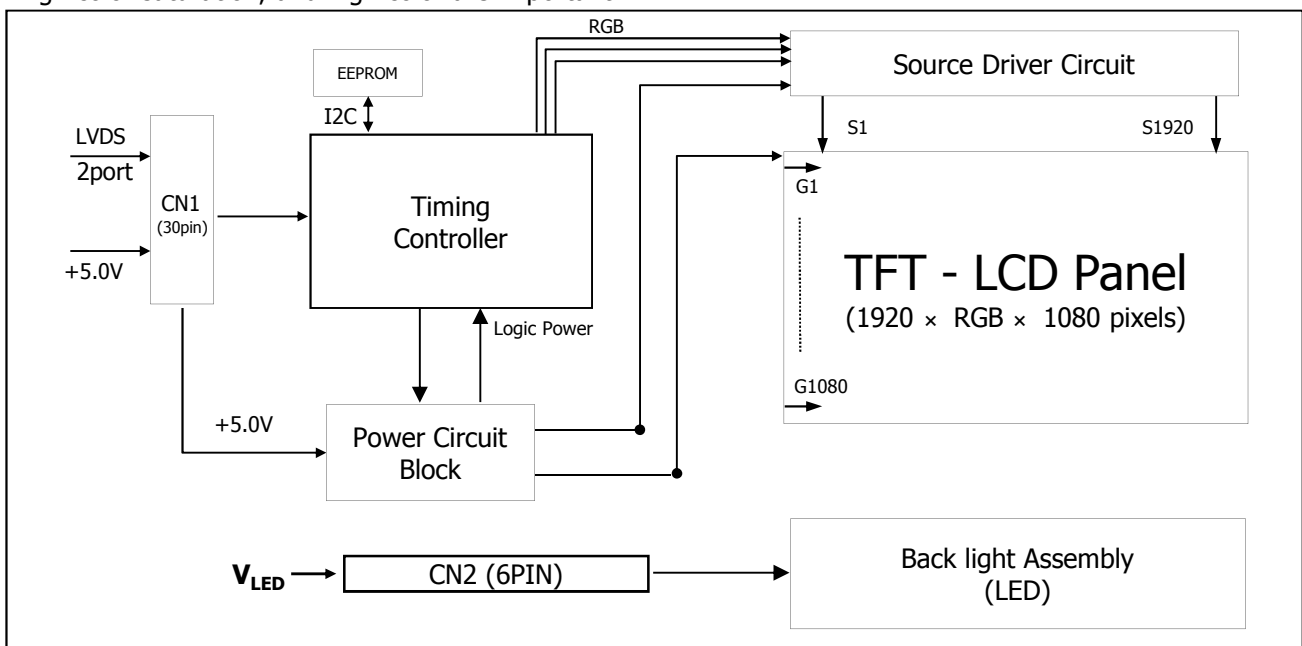 RGB
Source Driver Circuit
EEPROM
I2C
S1
S1920
LVDS
2port
CN1
(30pin)
Timing
Controller
G1
+5.0V
TFT - LCD Panel
(1920 × RGB × 1080 pixels)
Logic Power
G1080
+5.0V
Power Circuit
Block
V LED
CN2 (6PIN)
Back light Assembly
(LED)